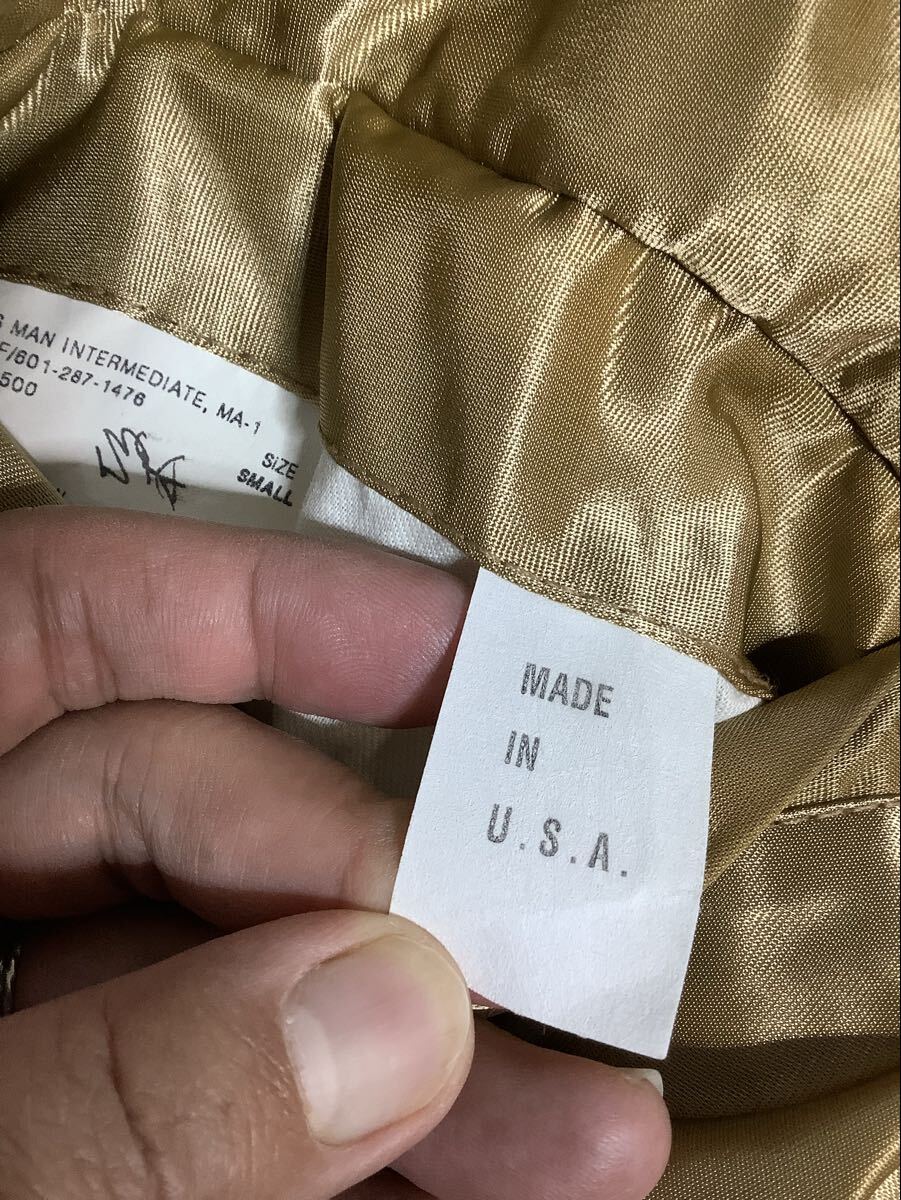 MAN INTERMEDIATE, MA-1
F/601-287-1476
500
SIZE
SMALL
MADE
IN
U.S.A.